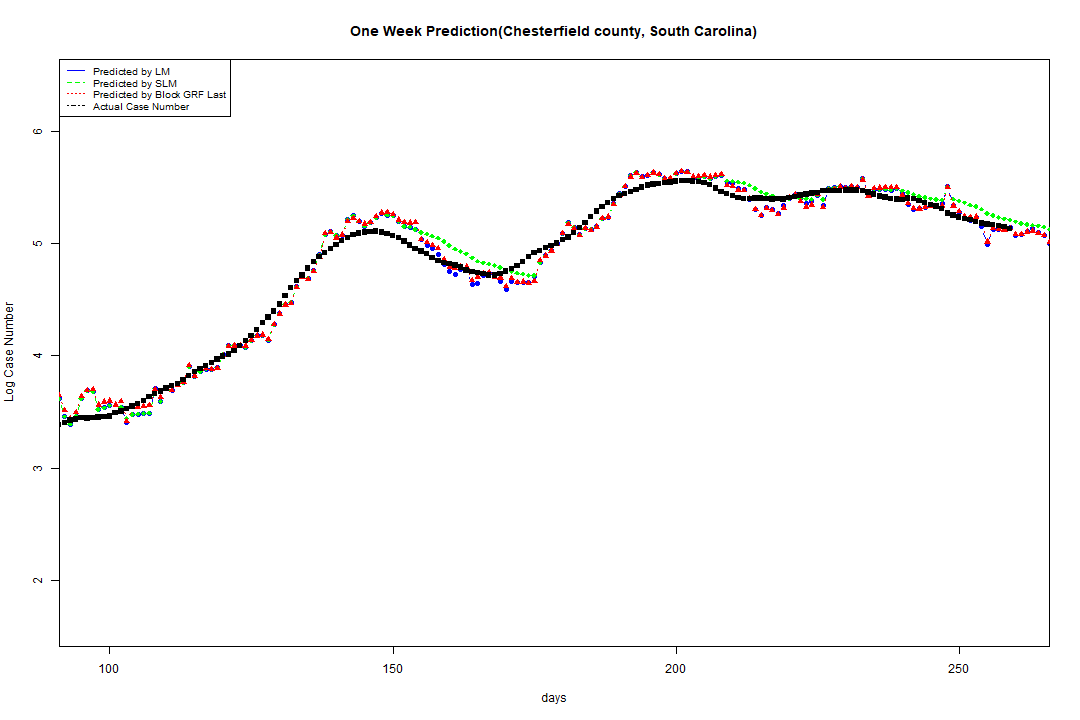 One Week Prediction(Chesterfield county, South Carolina)
Predicted by LM
Predicted by SLM
Predicted by Block GRF Last
Actual Case Number
6
5
4
3
2
Log Case Number
100 150 200 250
days